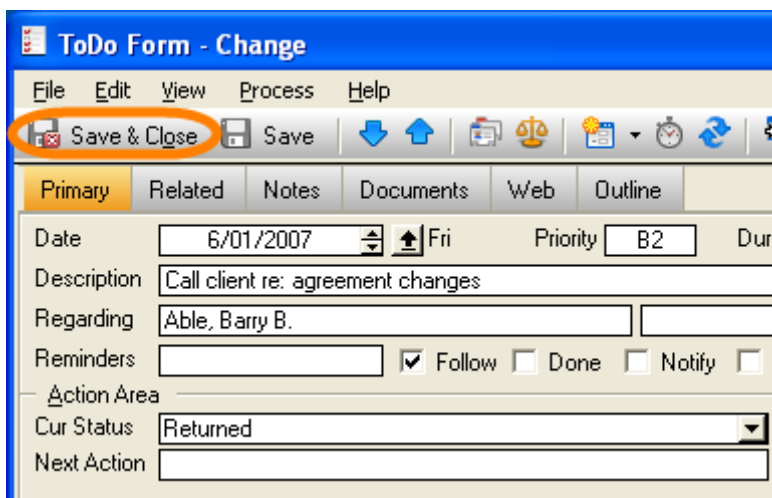 ToDo Form - Change
File Edit View Process Help
Save & Close Save
Primary Related Notes Documents Web Outline
Date 6/01/2007 Fri Priority B2 Dur
Description Call client re: agreement changes
Regarding Able, Barry B.
Reminders Follow Done Notify
Action Area
Cur Status Returned
Next Action